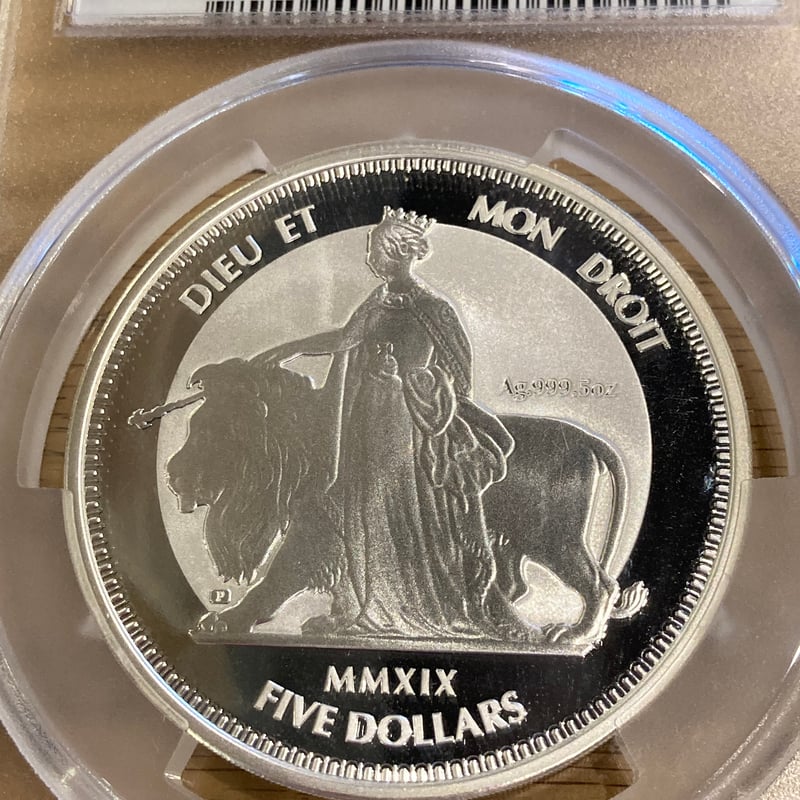 DIEU ET MON DROIT
Ag.999.5oz
P
MMXIX
FIVE DOLLARS